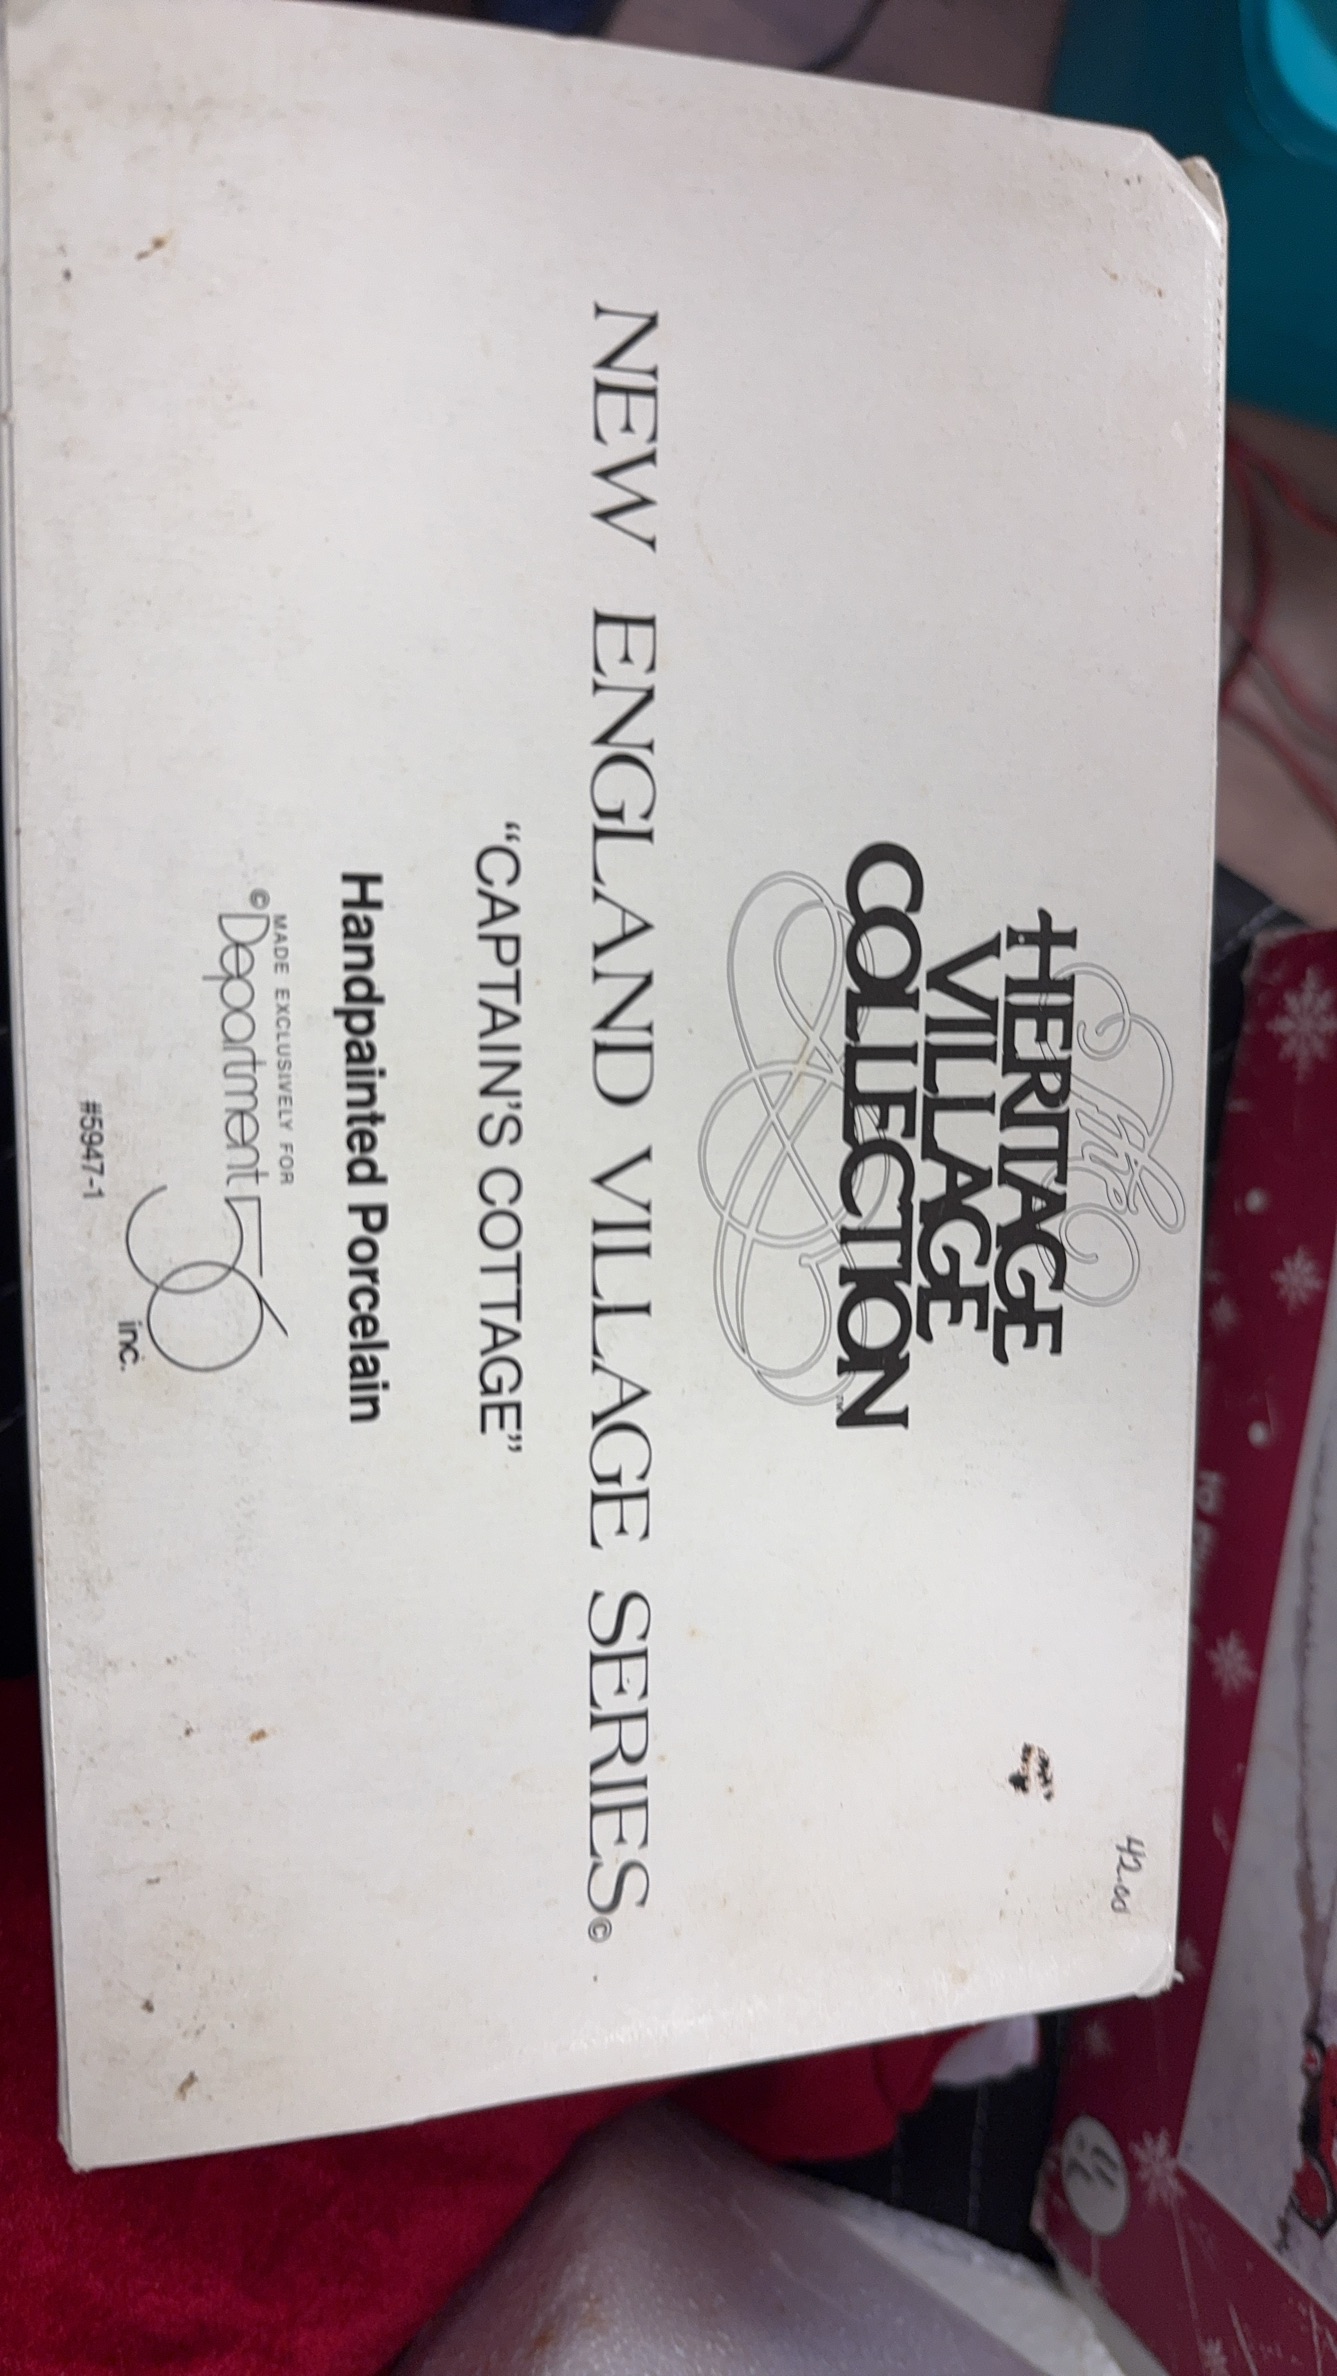 42.00
The
HERITAGE
VILLAGE
COLLECTION™
NEW ENGLAND VILLAGE SERIES©
“CAPTAIN’S COTTAGE”
Handpainted Porcelain
MADE EXCLUSIVELY FOR
©Department 56
inc.
#5947-1